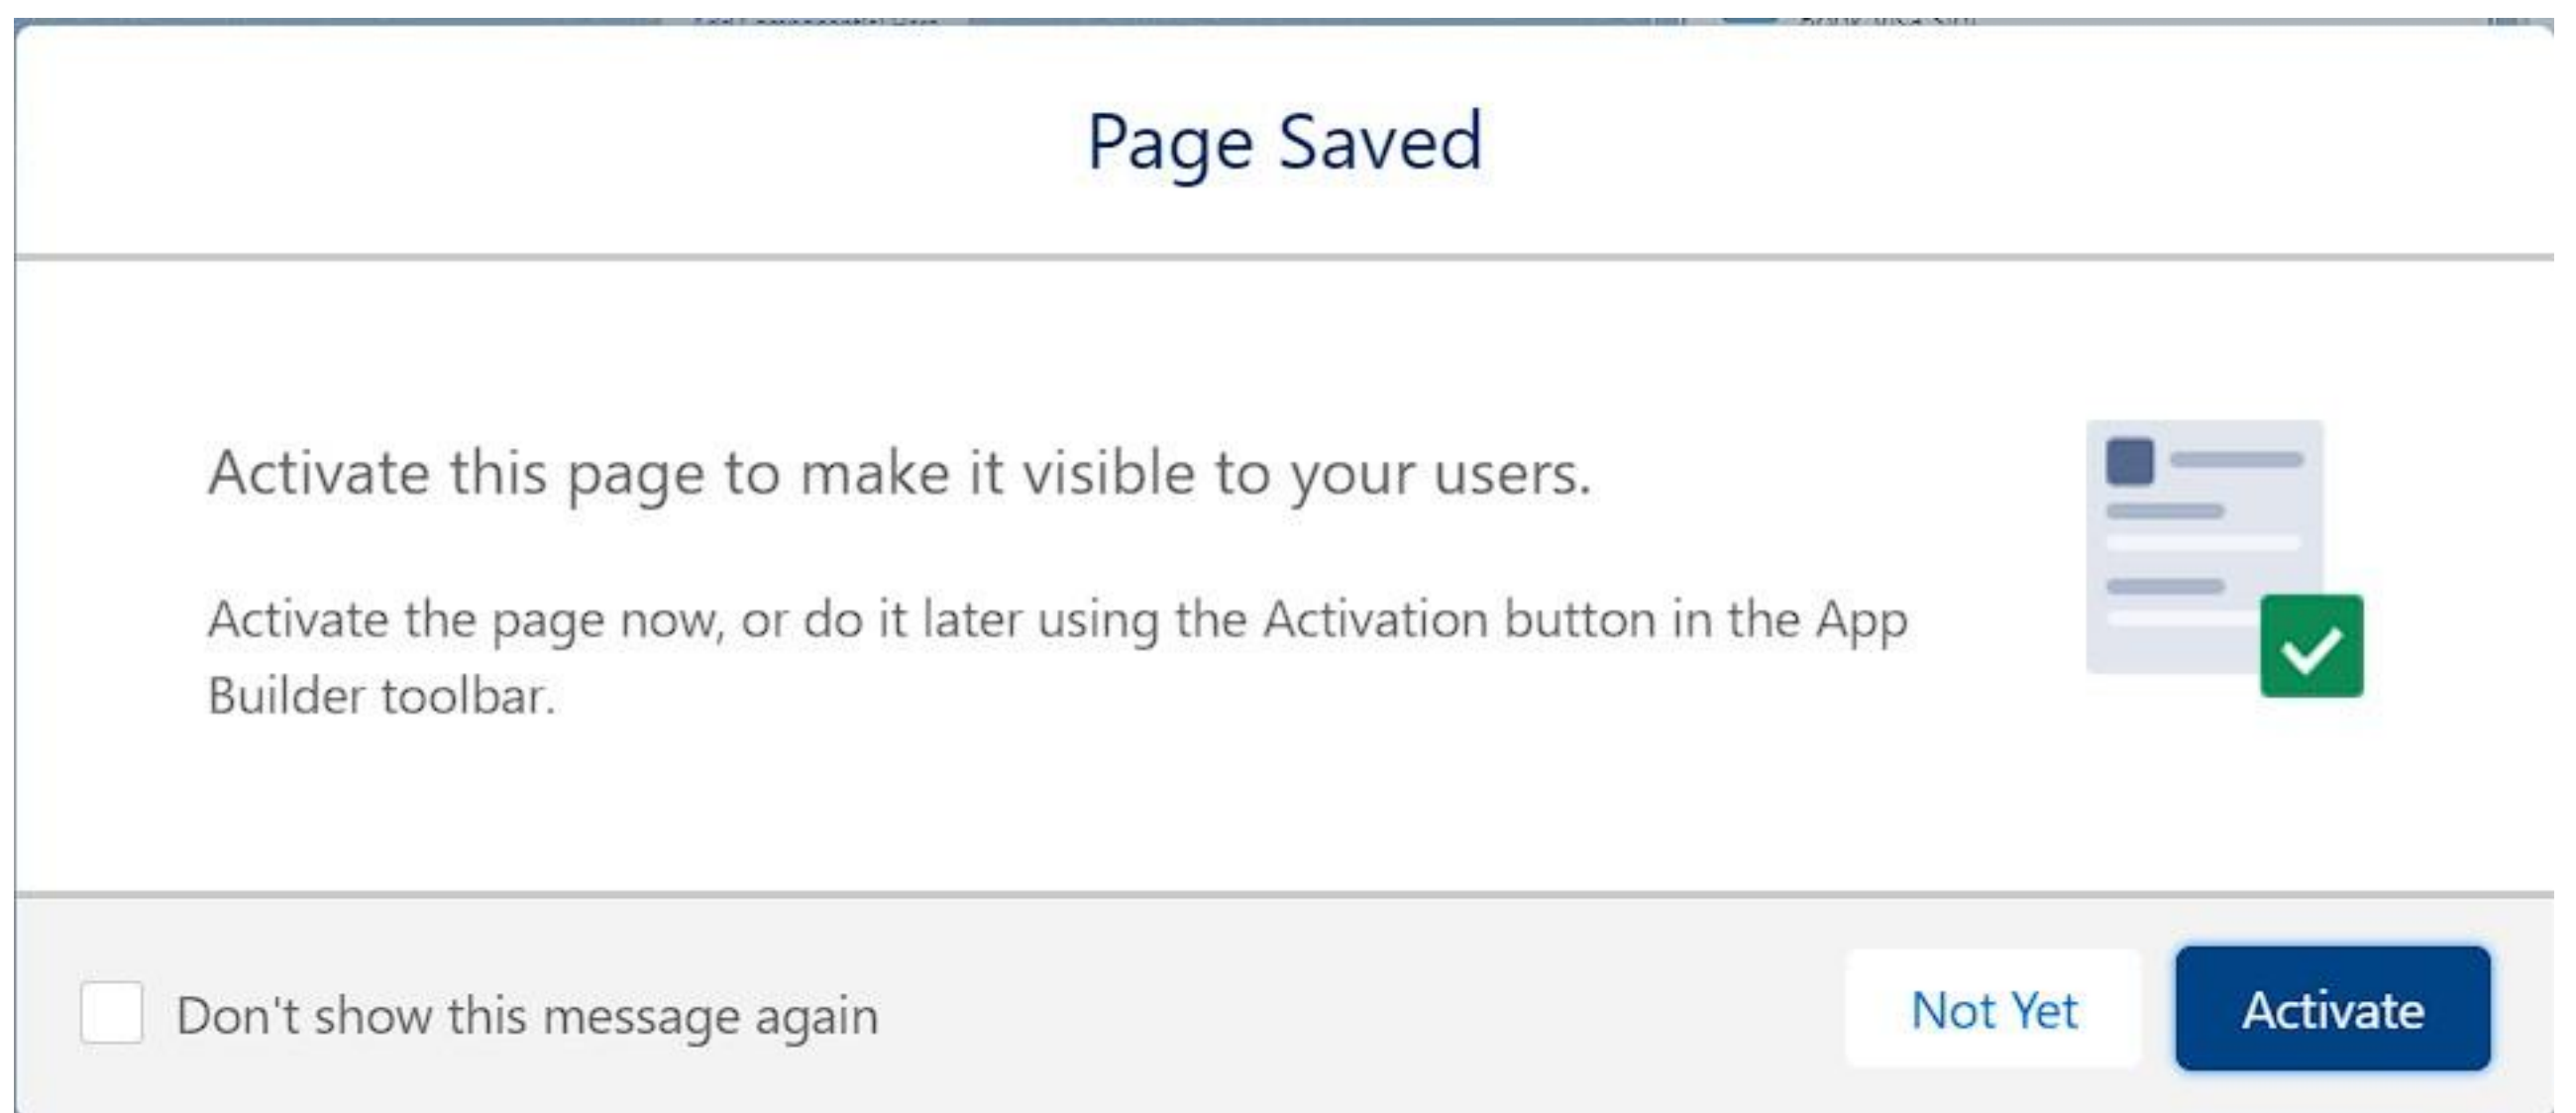 Page Saved
Activate this page to make it visible to your users.
Activate the page now, or do it later using the Activation button in the App
Builder toolbar.
Don't show this message again
Not Yet
Activate